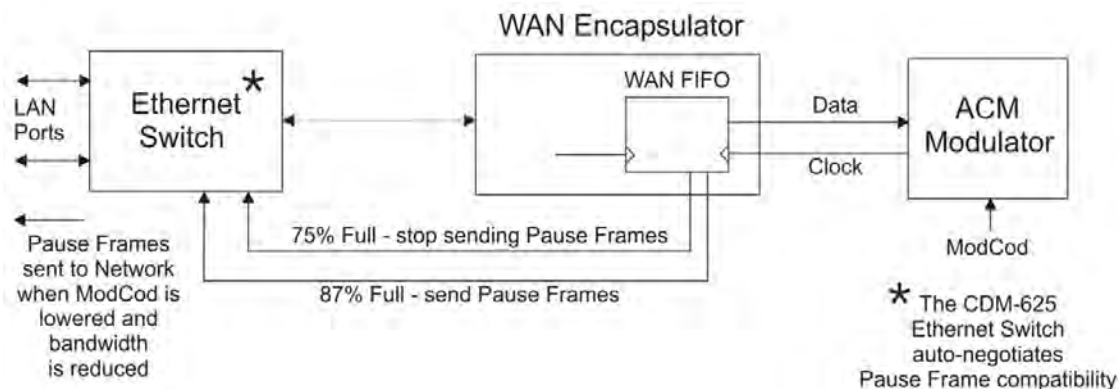 WAN Encapsulator
LAN
Ports
Ethernet
Switch
*
WAN FIFO
Data
Clock
ACM
Modulator
ModCod
75% Full - stop sending Pause Frames
87% Full - send Pause Frames
Pause Frames
sent to Network
when ModCod is
lowered and
bandwidth
is reduced
* The CDM-625
Ethernet Switch
auto-negotiates
Pause Frame compatibility